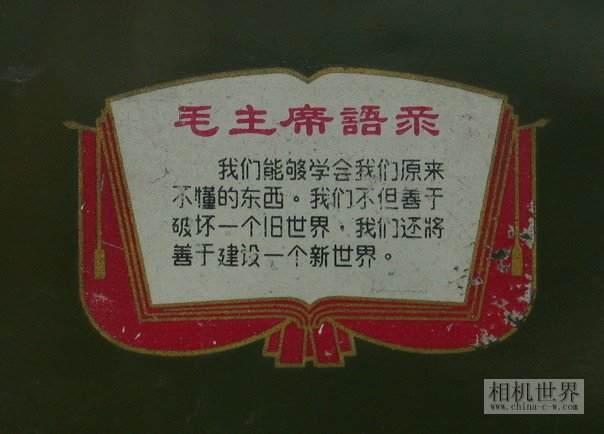 毛主席語录
我们能够学会我们原来
不懂的东西。我们不但善于
破坏一个旧世界，我们还將
善于建设一个新世界。
相机世界
www.china-c-w.com